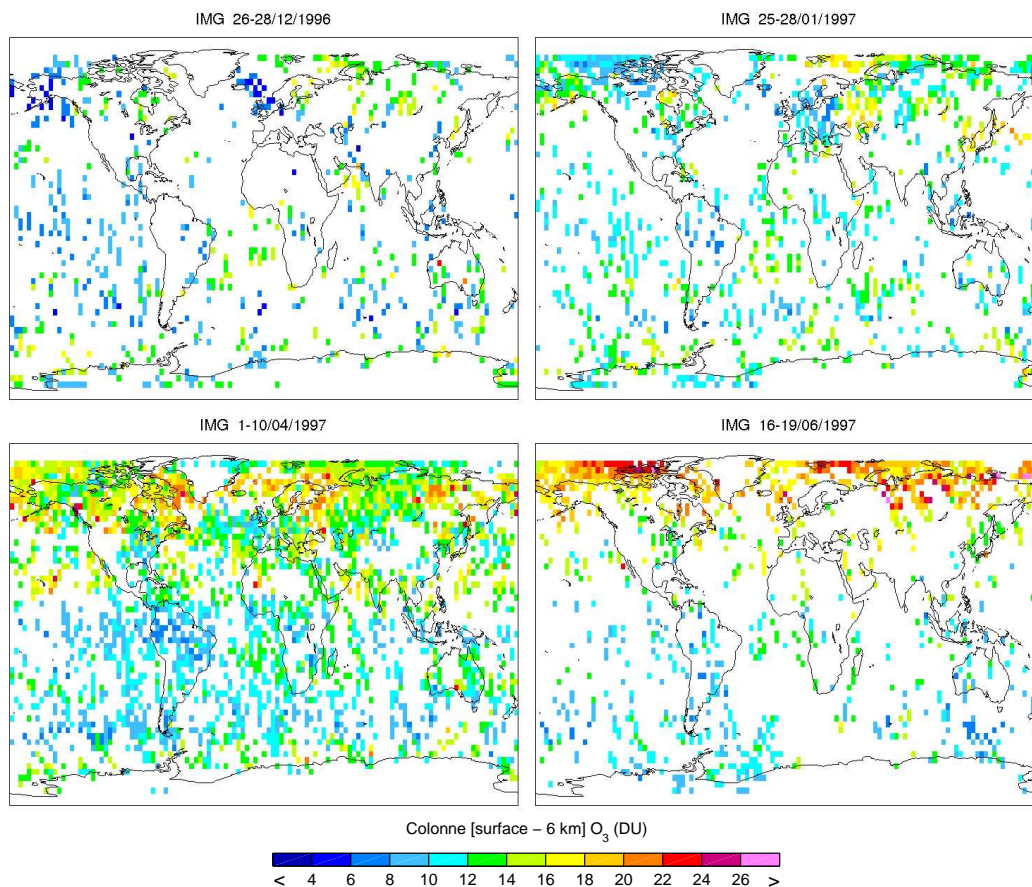 IMG 26-28/12/1996
IMG 25-28/01/1997
IMG 1-10/04/1997
IMG 16-19/06/1997
Colonne [surface − 6 km] O₃ (DU)
< 4 6 8 10 12 14 16 18 20 22 24 26 >